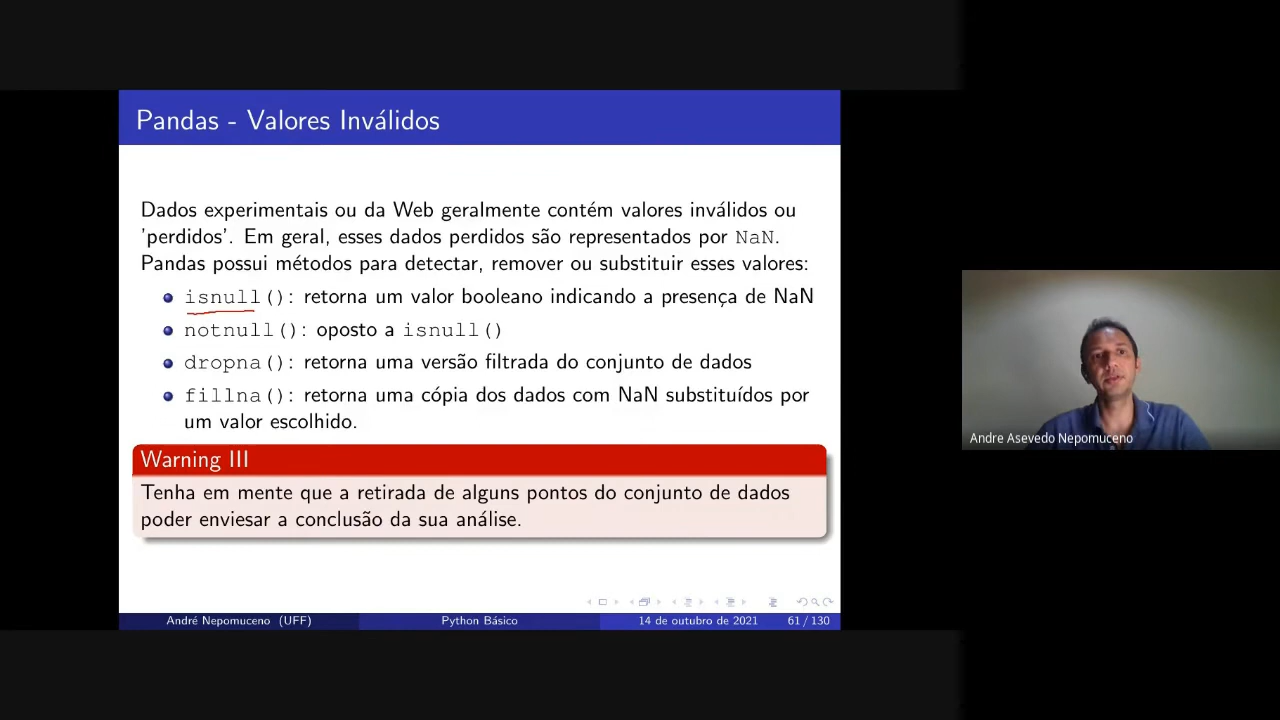 Pandas - Valores Inválidos
Dados experimentais ou da Web geralmente contém valores inválidos ou
'perdidos'. Em geral, esses dados perdidos são representados por NaN.
Pandas possui métodos para detectar, remover ou substituir esses valores:
isnull(): retorna um valor booleano indicando a presença de NaN
notnull(): oposto a isnull()
dropna(): retorna uma versão filtrada do conjunto de dados
fillna(): retorna uma cópia dos dados com NaN substituídos por
um valor escolhido.
Warning III
Tenha em mente que a retirada de alguns pontos do conjunto de dados
poder enviesar a conclusão da sua análise.
André Nepomuceno (UFF)
Python Básico
14 de outubro de 2021
61 / 130
Andre Asevedo Nepomuceno